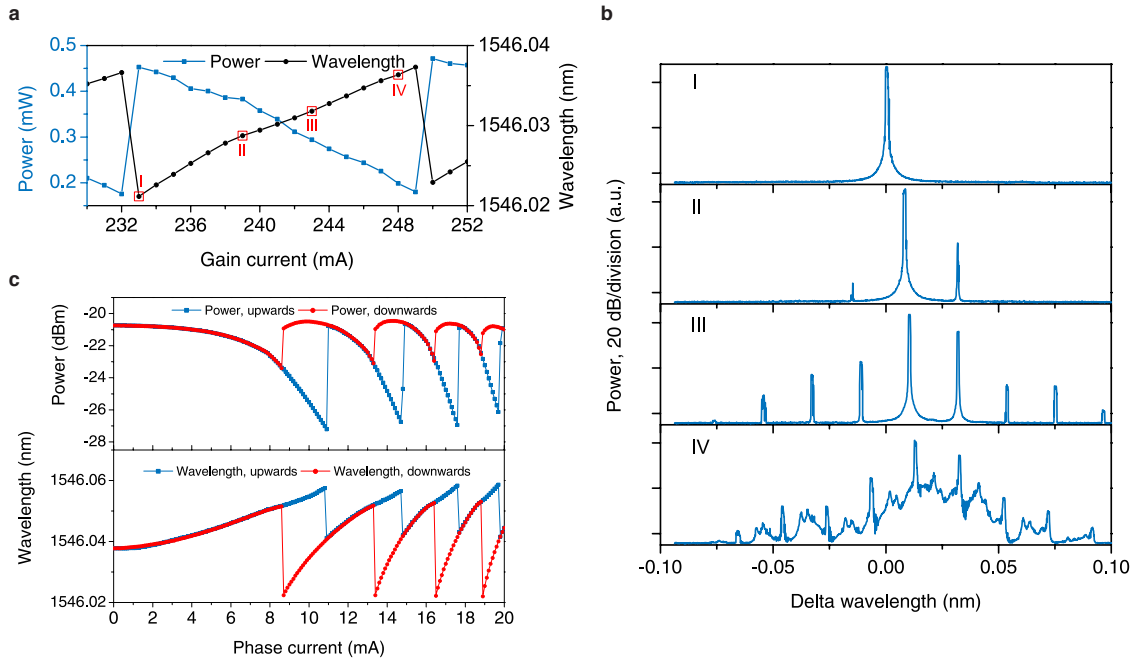 a
0.5
0.4
0.3
0.2
Power (mW)
Power
Wavelength
I
II
III
IV
1546.04
1546.03
1546.02
Wavelength (nm)
232
236
240
244
248
252
Gain current (mA)
b
I
II
III
IV
Power, 20 dB/division (a.u.)
-0.10
-0.05
0.00
0.05
0.10
Delta wavelength (nm)
c
Power, upwards
Power, downwards
-20
-22
-24
-26
-28
Power (dBm)
Wavelength, upwards
Wavelength, downwards
1546.06
1546.04
1546.02
Wavelength (nm)
0 2 4 6 8 10 12 14 16 18 20
Phase current (mA)